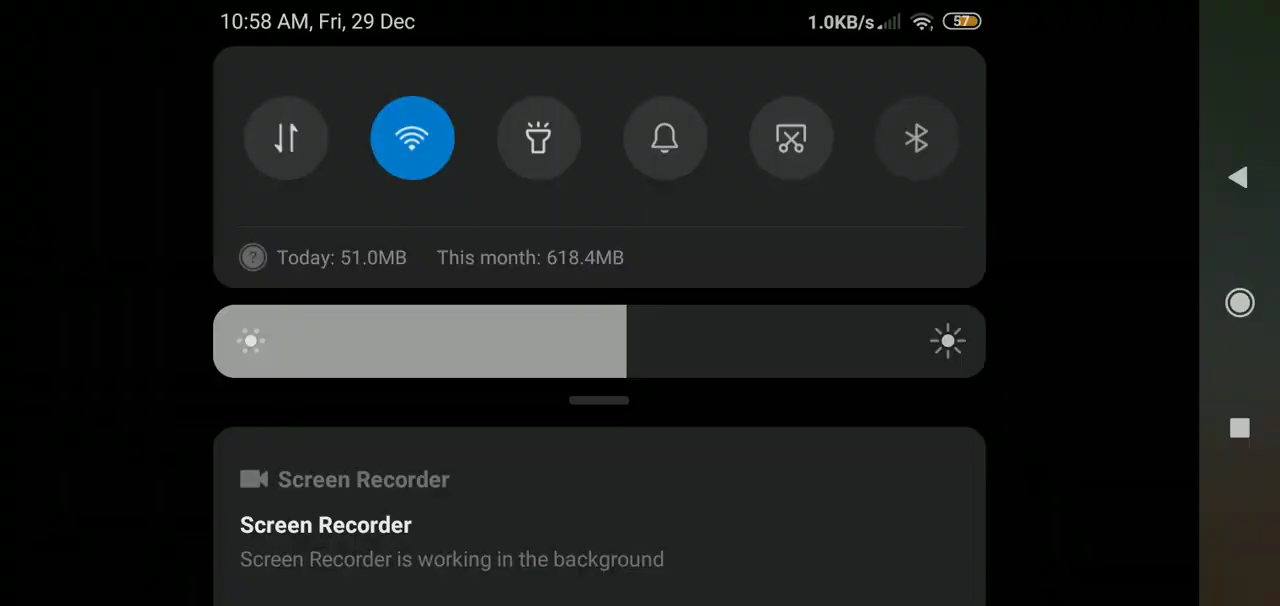 10:58 AM, Fri, 29 Dec
1.0KB/s
57
Today: 51.0MB This month: 618.4MB
Screen Recorder
Screen Recorder
Screen Recorder is working in the background